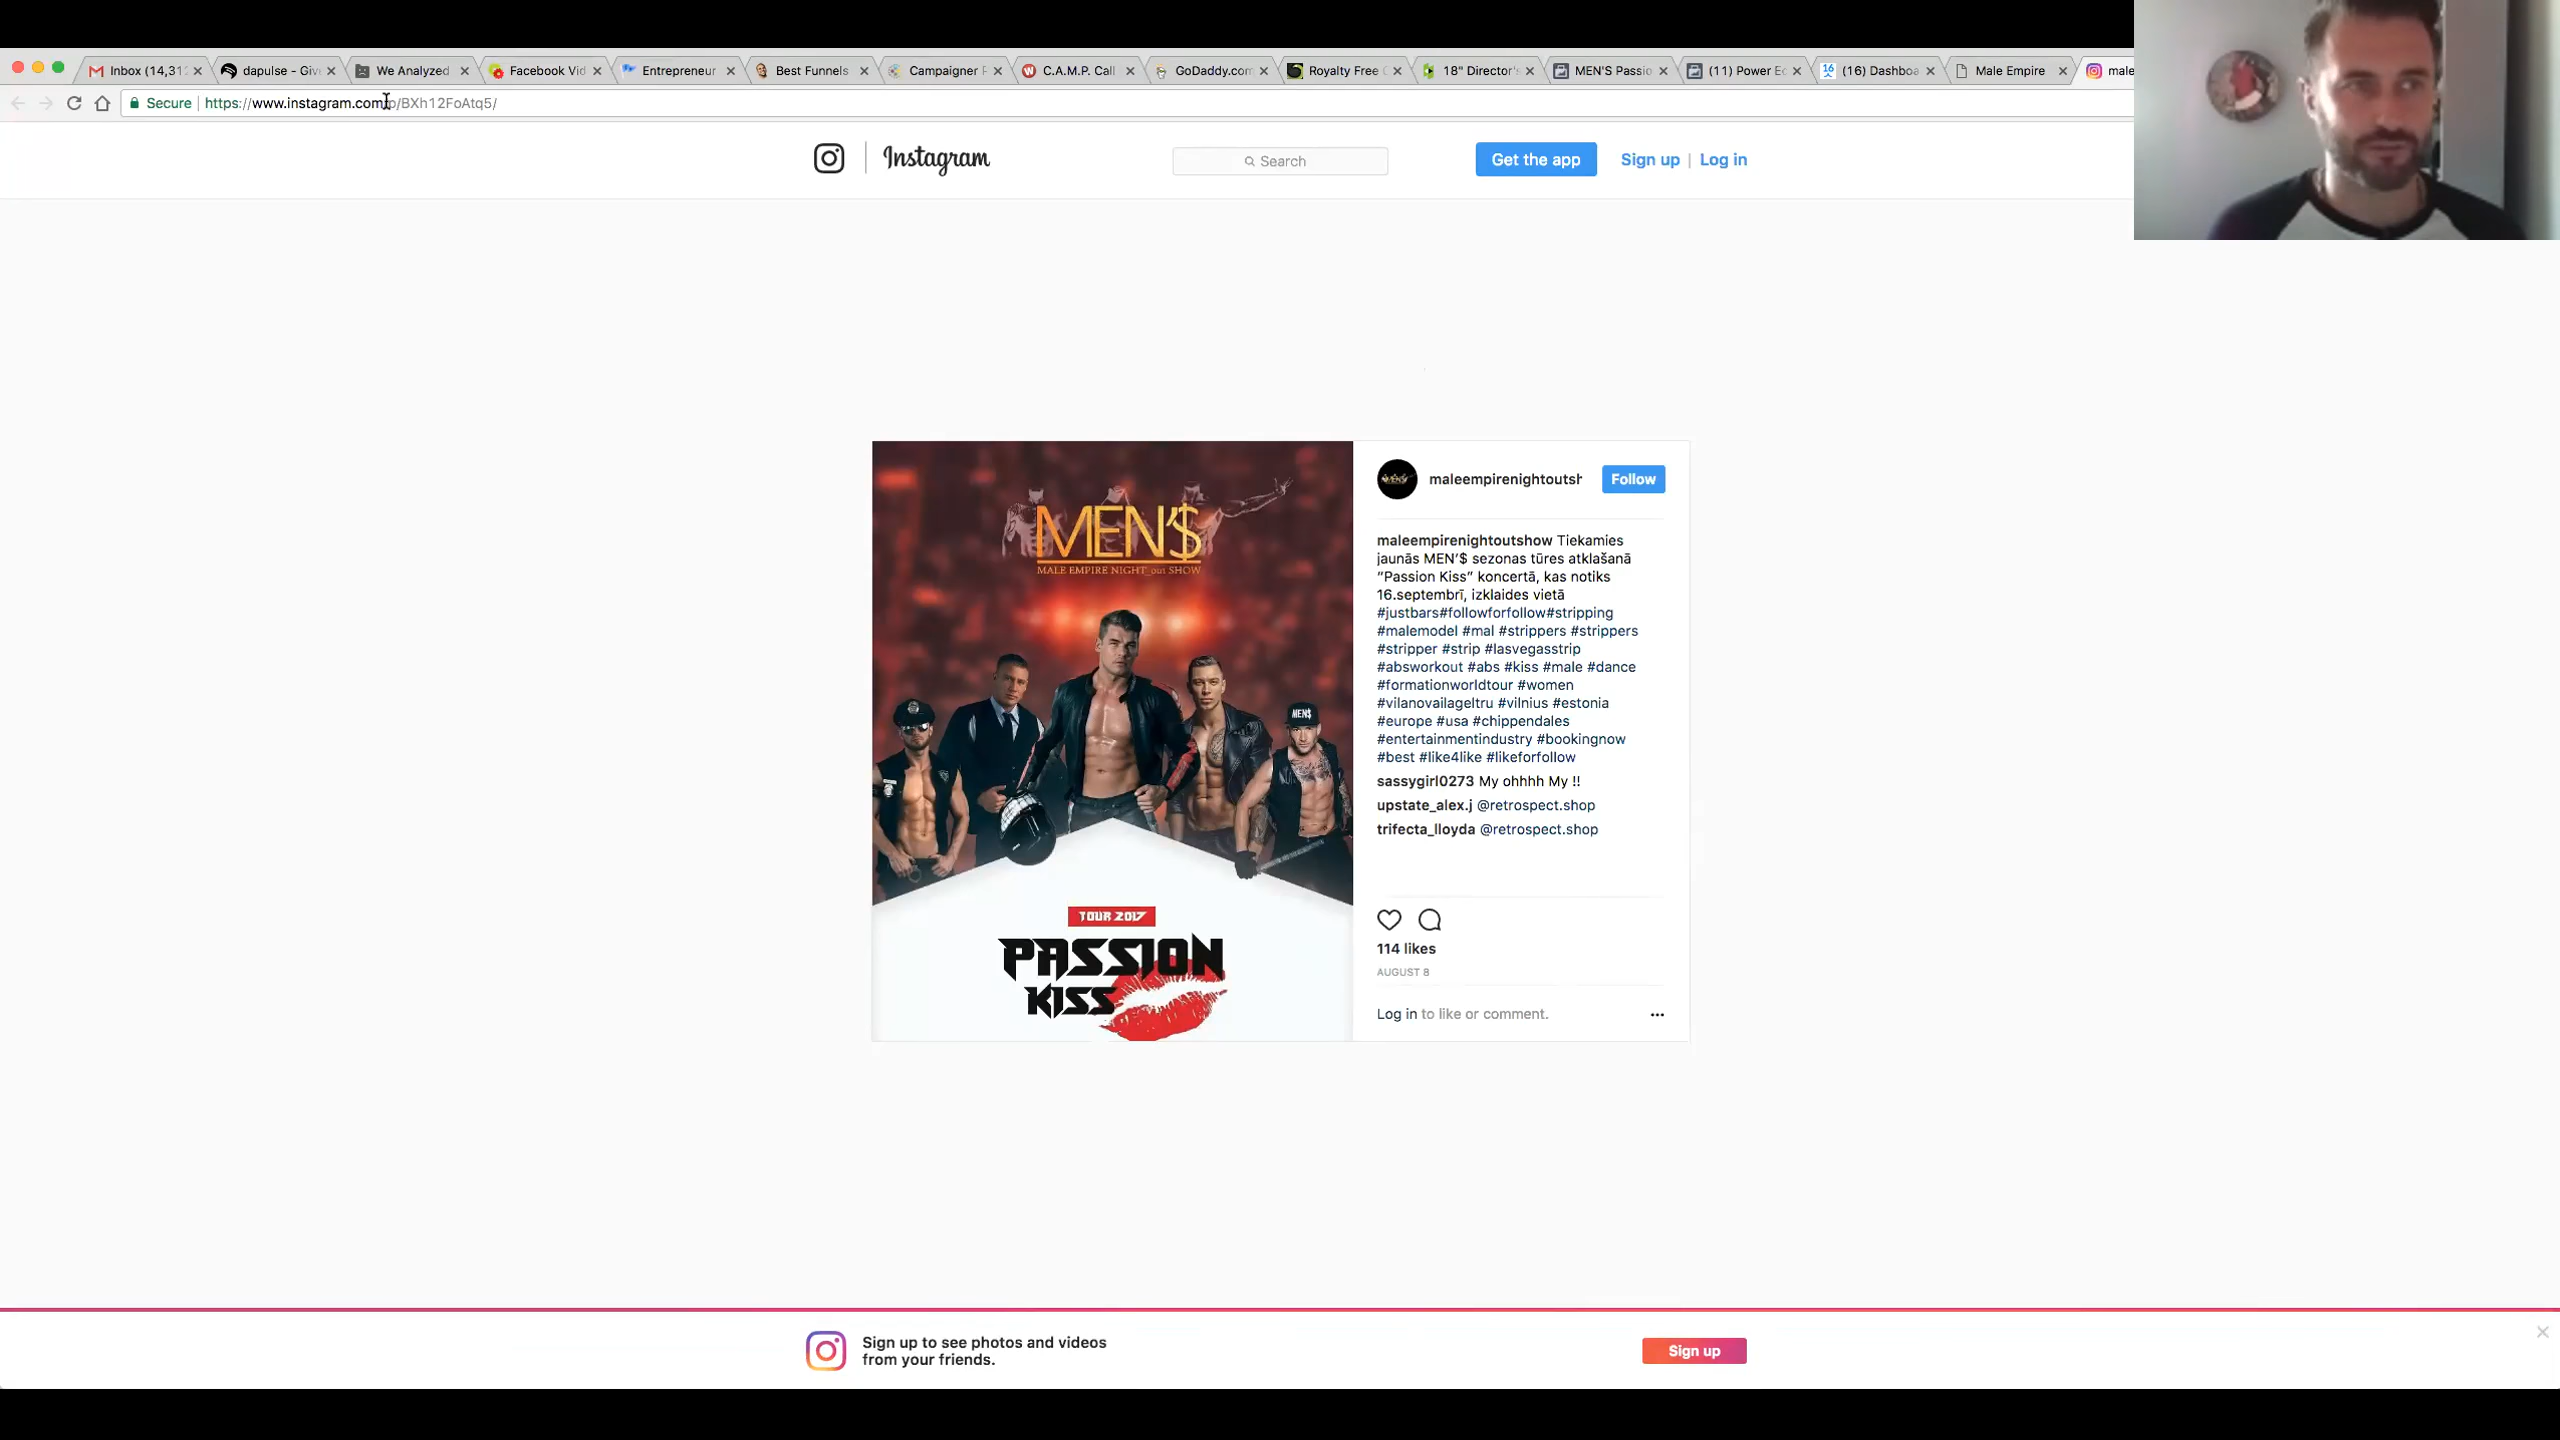 Inbox (14,31
dapulse - Giv
We Analyzed
Facebook Vid
Entrepreneur
Best Funnels
Campaigner
C.A.M.P. Call
GoDaddy.com
Royalty Free
18" Director's
MEN'S Passio
(11) Power Ec
16
(16) Dashboa
Male Empire
male
Secure | https://www.instagram.com/p/BXh12FoAtq5/
Instagram
Search
Get the app
Sign up | Log in
MEN'$
MALE EMPIRE NIGHT out SHOW
MEN$
TOUR 2017
PASSION
KISS
maleempirenightoutsh
Follow
maleempirenightoutshow Tiekamies
jaunās MEN'$ sezonas tūres atklašanā
"Passion Kiss" koncertā, kas notiks
16.septembrī, izklaides vietā
#justbars#followforfollow#stripping
#malemodel #mal #strippers #strippers
#stripper #strip #lasvegasstrip
#absworkout #abs #kiss #male #dance
#formationworldtour #women
#vilanovailageltru #vilnius #estonia
#europe #usa #chippendales
#entertainmentindustry #bookingnow
#best #like4like #likeforfollow
sassygirl0273 My ohhhh My !!
upstate_alex.j @retrospect.shop
trifecta_lloyda @retrospect.shop
114 likes
AUGUST 8
Log in to like or comment.
Sign up to see photos and videos
from your friends.
Sign up